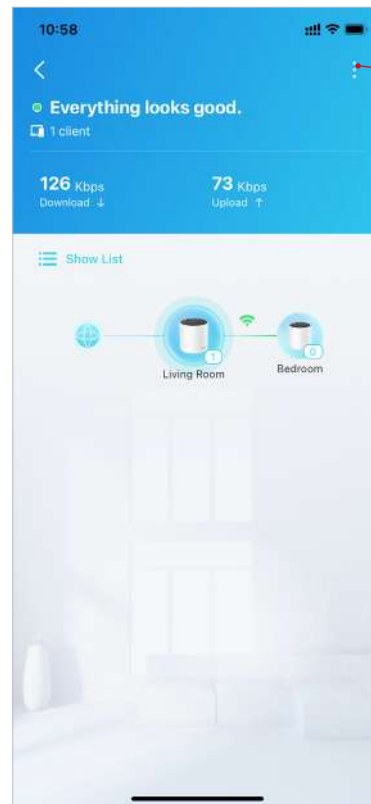 10:58
Everything looks good.
1 client
126 Kbps
73 Kbps
Download ↓
Upload ↑
Show List
1
0
Living Room
Bedroom